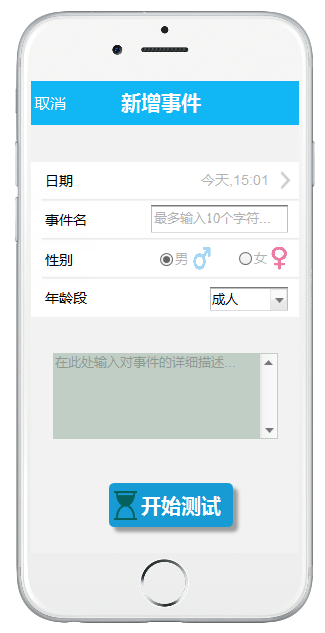 取消 新增事件
日期 今天,15:01
事件名 最多输入10个字符...
性别 男 女
年龄段 成人
在此处输入对事件的详细描述...
开始测试